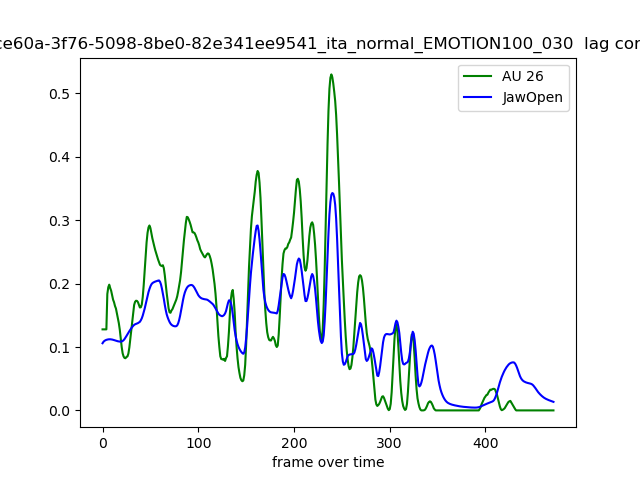 ce60a-3f76-5098-8be0-82e341ee9541_ita_normal_EMOTION100_030 lag cor
AU 26
JawOpen
0.5
0.4
0.3
0.2
0.1
0.0
0 100 200 300 400
frame over time